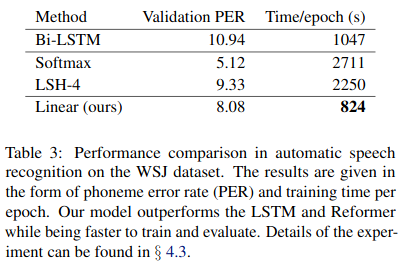 Method Validation PER Time/epoch (s)
Bi-LSTM 10.94 1047
Softmax 5.12 2711
LSH-4 9.33 2250
Linear (ours) 8.08 824
Table 3: Performance comparison in automatic speech
recognition on the WSJ dataset. The results are given in
the form of phoneme error rate (PER) and training time per
epoch. Our model outperforms the LSTM and Reformer
while being faster to train and evaluate. Details of the exper-
iment can be found in § 4.3.